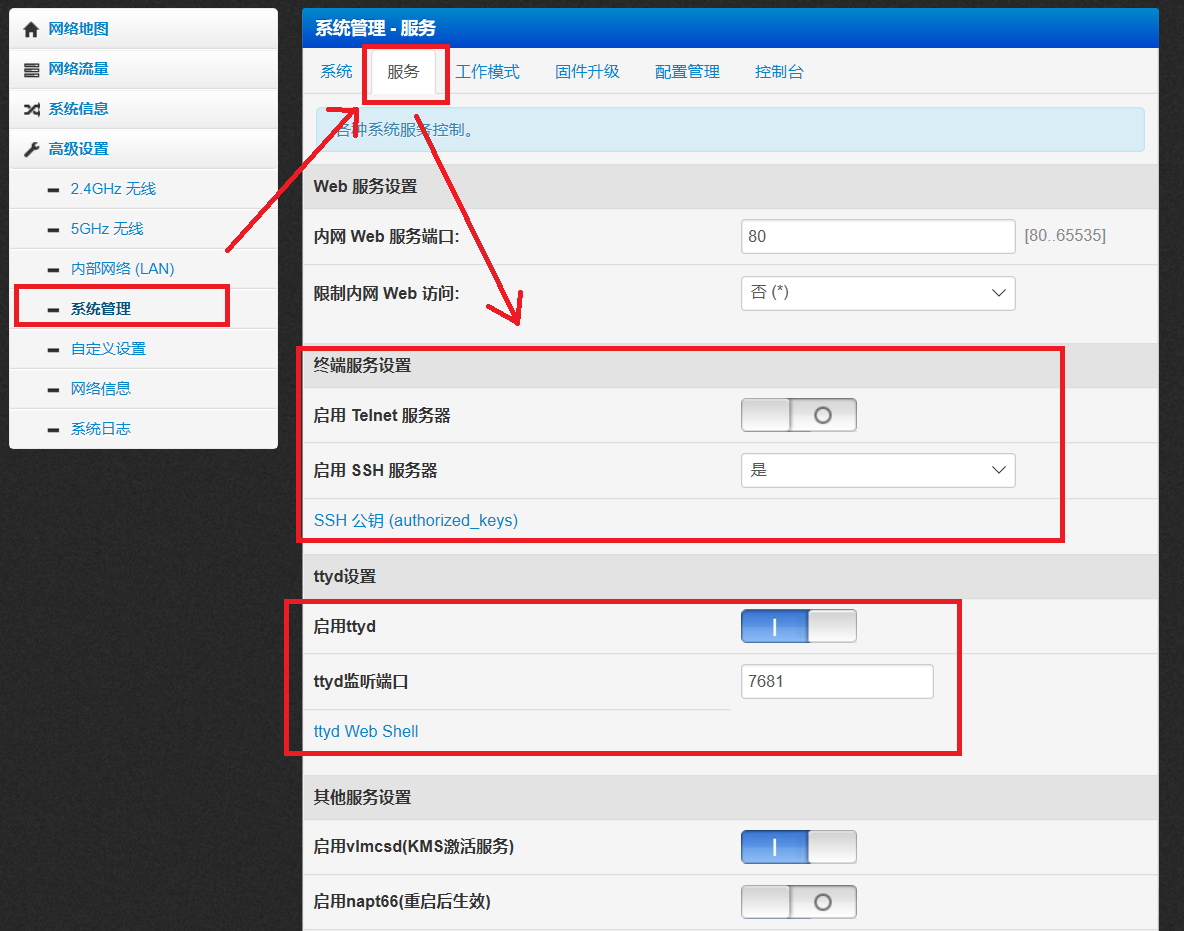 网络地图
网络流量
系统信息
高级设置
2.4GHz 无线
5GHz 无线
内部网络 (LAN)
系统管理
自定义设置
网络信息
系统日志
系统管理 - 服务
系统 服务 工作模式 固件升级 配置管理 控制台
各种系统服务控制。
Web 服务设置
内网 Web 服务端口: 80 [80..65535]
限制内网 Web 访问: 否 (*)
终端服务设置
启用 Telnet 服务器
启用 SSH 服务器 是
SSH 公钥 (authorized_keys)
ttyd设置
启用ttyd
ttyd监听端口 7681
ttyd Web Shell
其他服务设置
启用vlmcsd(KMS激活服务)
启用napt66(重启后生效)